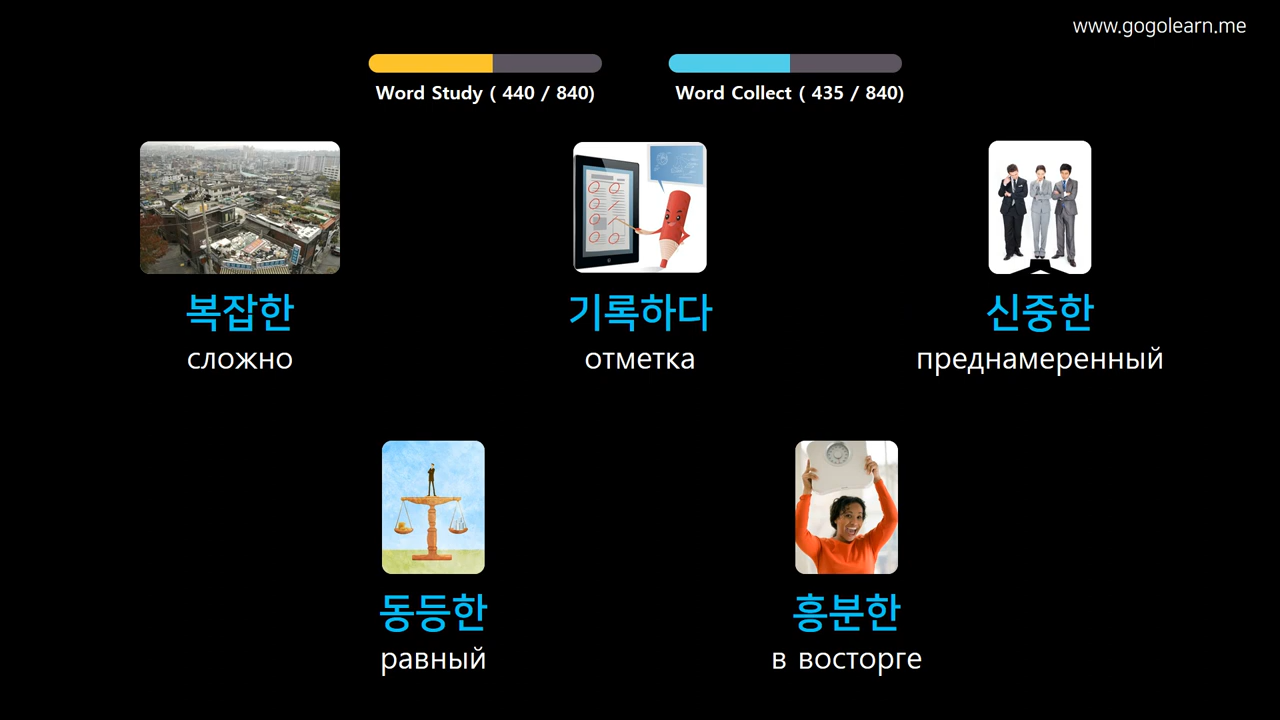 www.gogolearn.me
Word Study ( 440 / 840)
Word Collect ( 435 / 840)
복잡한
сложно
기록하다
отметка
신중한
преднамеренный
동등한
равный
흥분한
в восторге